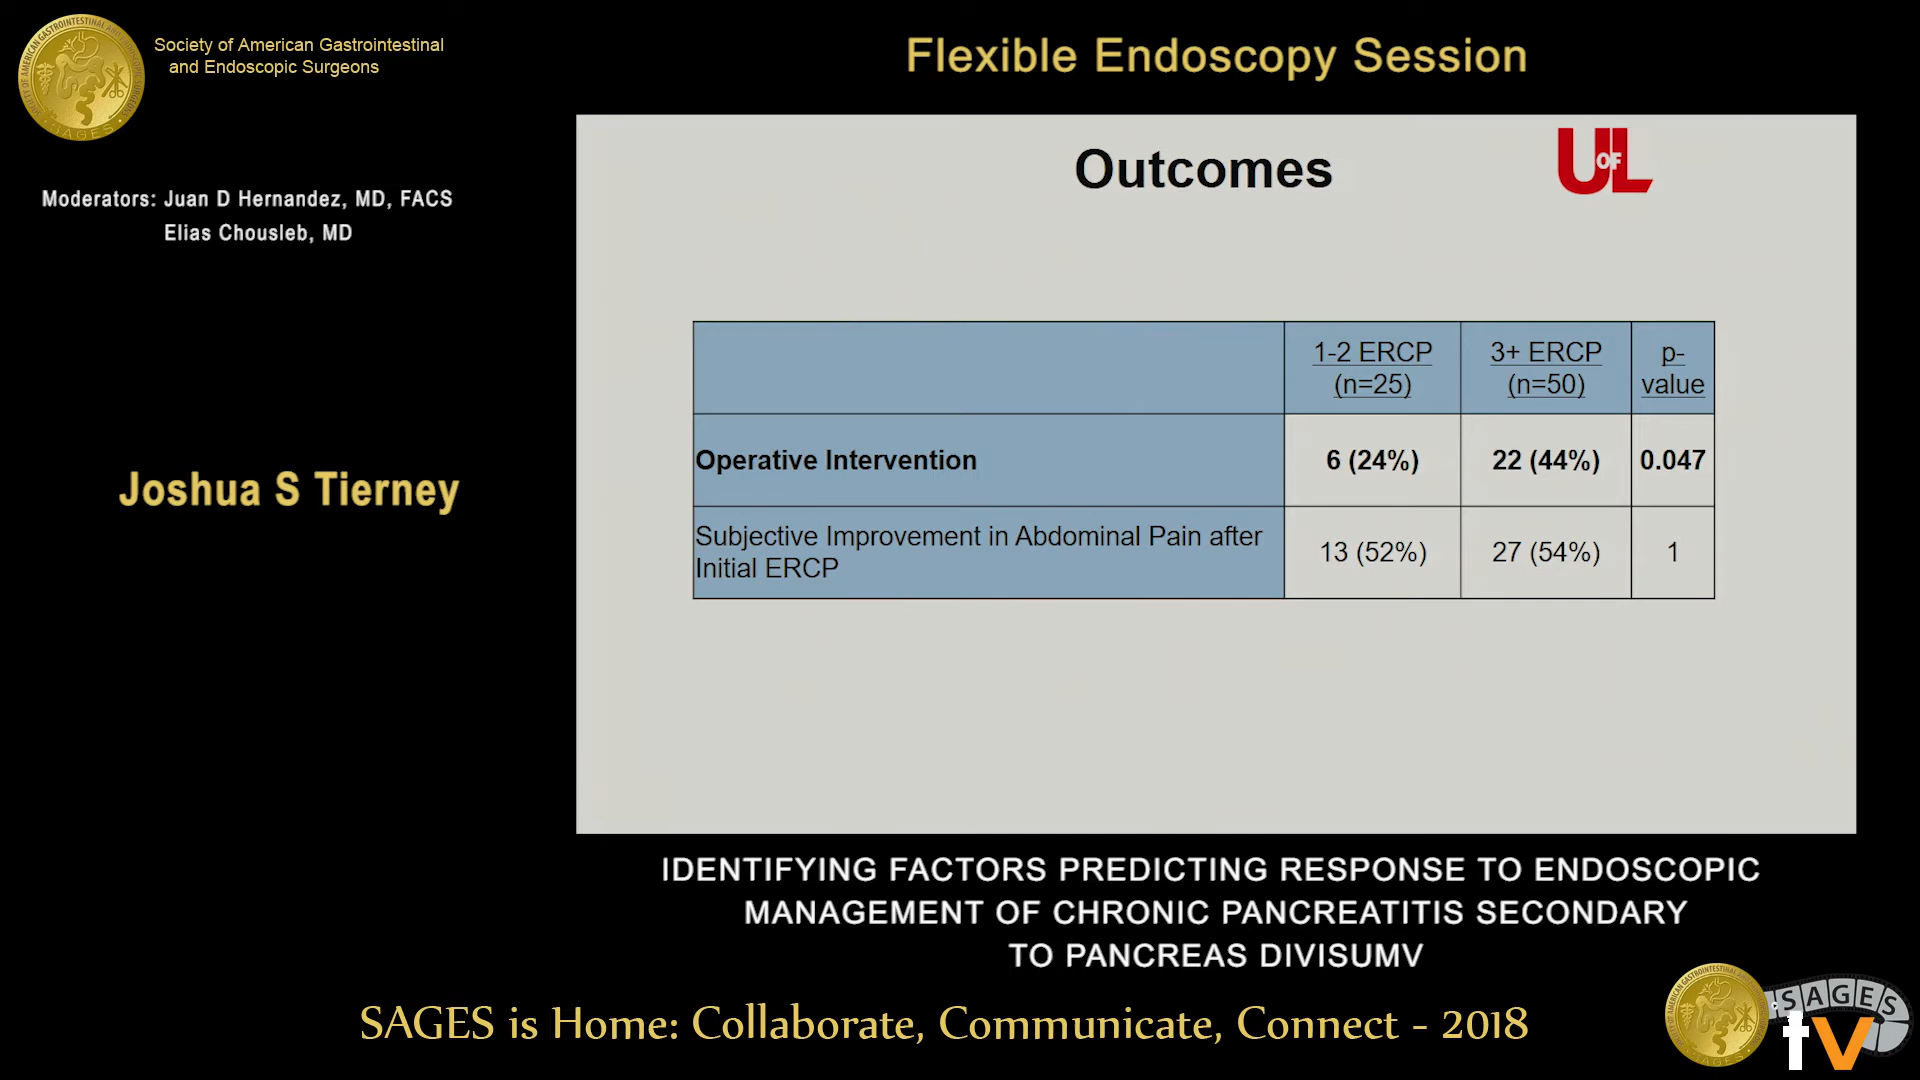 Society of American Gastrointestinal
and Endoscopic Surgeons
Flexible Endoscopy Session
Moderators: Juan D Hernandez, MD, FACS
Elias Chousleb, MD
Joshua S Tierney
Outcomes
U OF L
1-2 ERCP
(n=25)
3+ ERCP
(n=50)
p-
value
Operative Intervention
6 (24%)
22 (44%)
0.047
Subjective Improvement in Abdominal Pain after
Initial ERCP
13 (52%)
27 (54%)
1
IDENTIFYING FACTORS PREDICTING RESPONSE TO ENDOSCOPIC
MANAGEMENT OF CHRONIC PANCREATITIS SECONDARY
TO PANCREAS DIVISUMV
SAGES is Home: Collaborate, Communicate, Connect - 2018
SAGES
tv